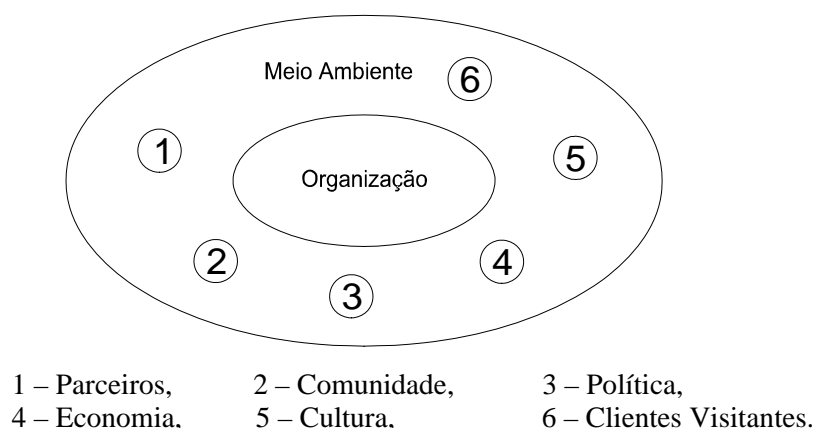 Meio Ambiente
6
1
5
Organização
2
4
3
1 – Parceiros, 2 – Comunidade, 3 – Política,
4 – Economia, 5 – Cultura, 6 – Clientes Visitantes.